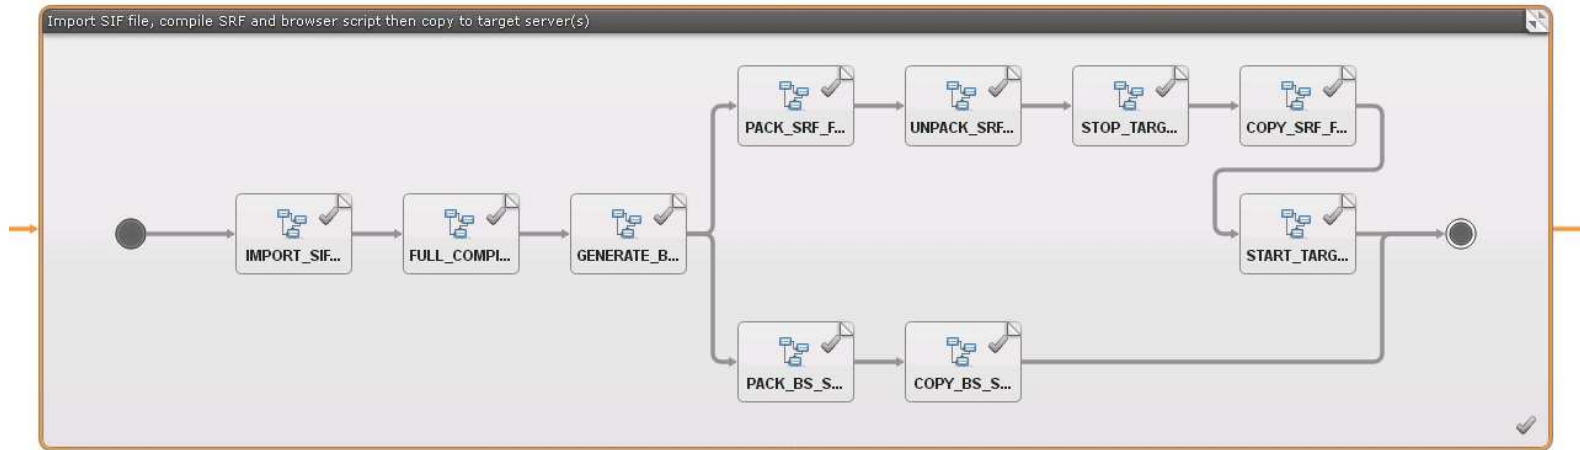 Import SIF file, compile SRF and browser script then copy to target server(s)
PACK_SRF_F...
UNPACK_SRF...
STOP_TARG...
COPY_SRF_F...
IMPORT_SIF...
FULL_COMPI...
GENERATE_B...
START_TARG...
PACK_BS_S...
COPY_BS_S...